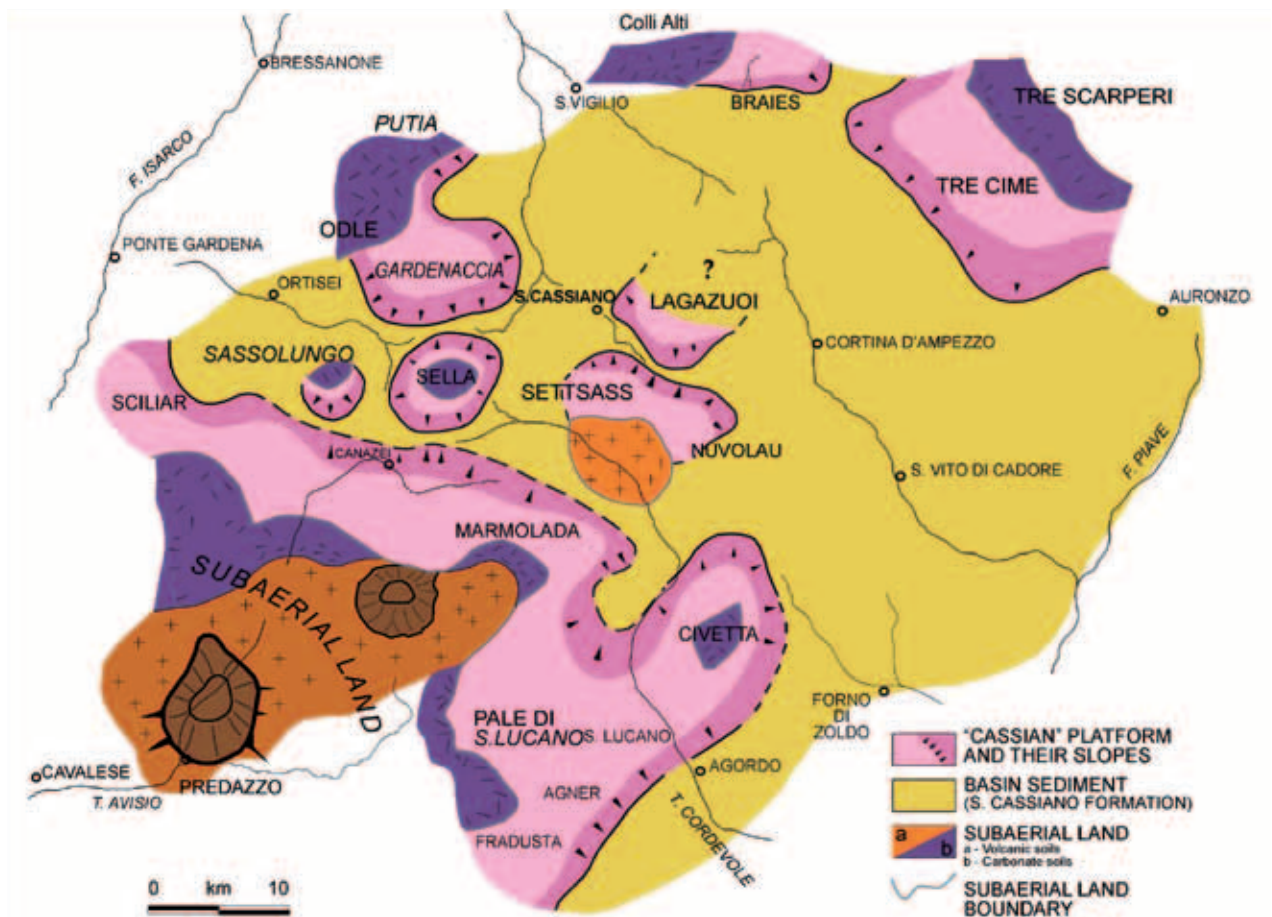 Colli Alti
BRESSANONE
S.VIGILIO
BRAIES
TRE SCARPERI
PUTIA
F. ISARCO
TRE CIME
ODLE
PONTE GARDENA
GARDENACCIA
?
ORTISEI
S.CASSIANO
LAGAZUOI
AURONZO
CORTINA D'AMPEZZO
SASSOLUNGO
SELLA
SETTSASS
SCILIAR
NUVOLAU
CANAZEI
S. VITO DI CADORE
F. PIAVE
MARMOLADA
SUBAERIAL LAND
CIVETTA
FORNO
DI
ZOLDO
PALE DI
S.LUCANO
S. LUCANO
AGORDO
CAVALESE
PREDAZZO
T. AVISIO
AGNER
FRADUSTA
T. CORDEVOLE
"CASSIAN" PLATFORM
AND THEIR SLOPES
BASIN SEDIMENT
(S. CASSIANO FORMATION)
a
b
SUBAERIAL LAND
a - Volcanic soils
b - Carbonate soils
SUBAERIAL LAND
BOUNDARY
0 km 10